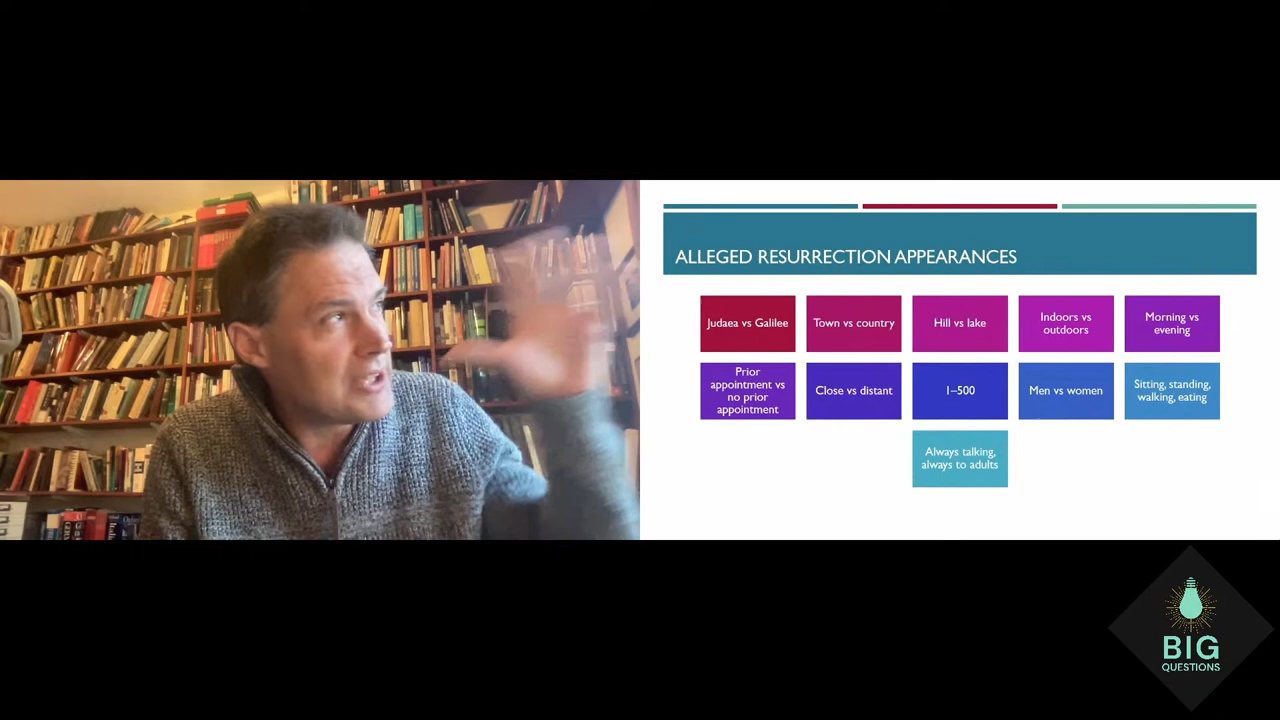 ALLEGED RESURRECTION APPEARANCES
Judaea vs Galilee
Town vs country
Hill vs lake
Indoors vs
outdoors
Morning vs
evening
Prior
appointment vs
no prior
appointment
Close vs distant
1–500
Men vs women
Sitting, standing,
walking, eating
Always talking,
always to adults
BIG
QUESTIONS